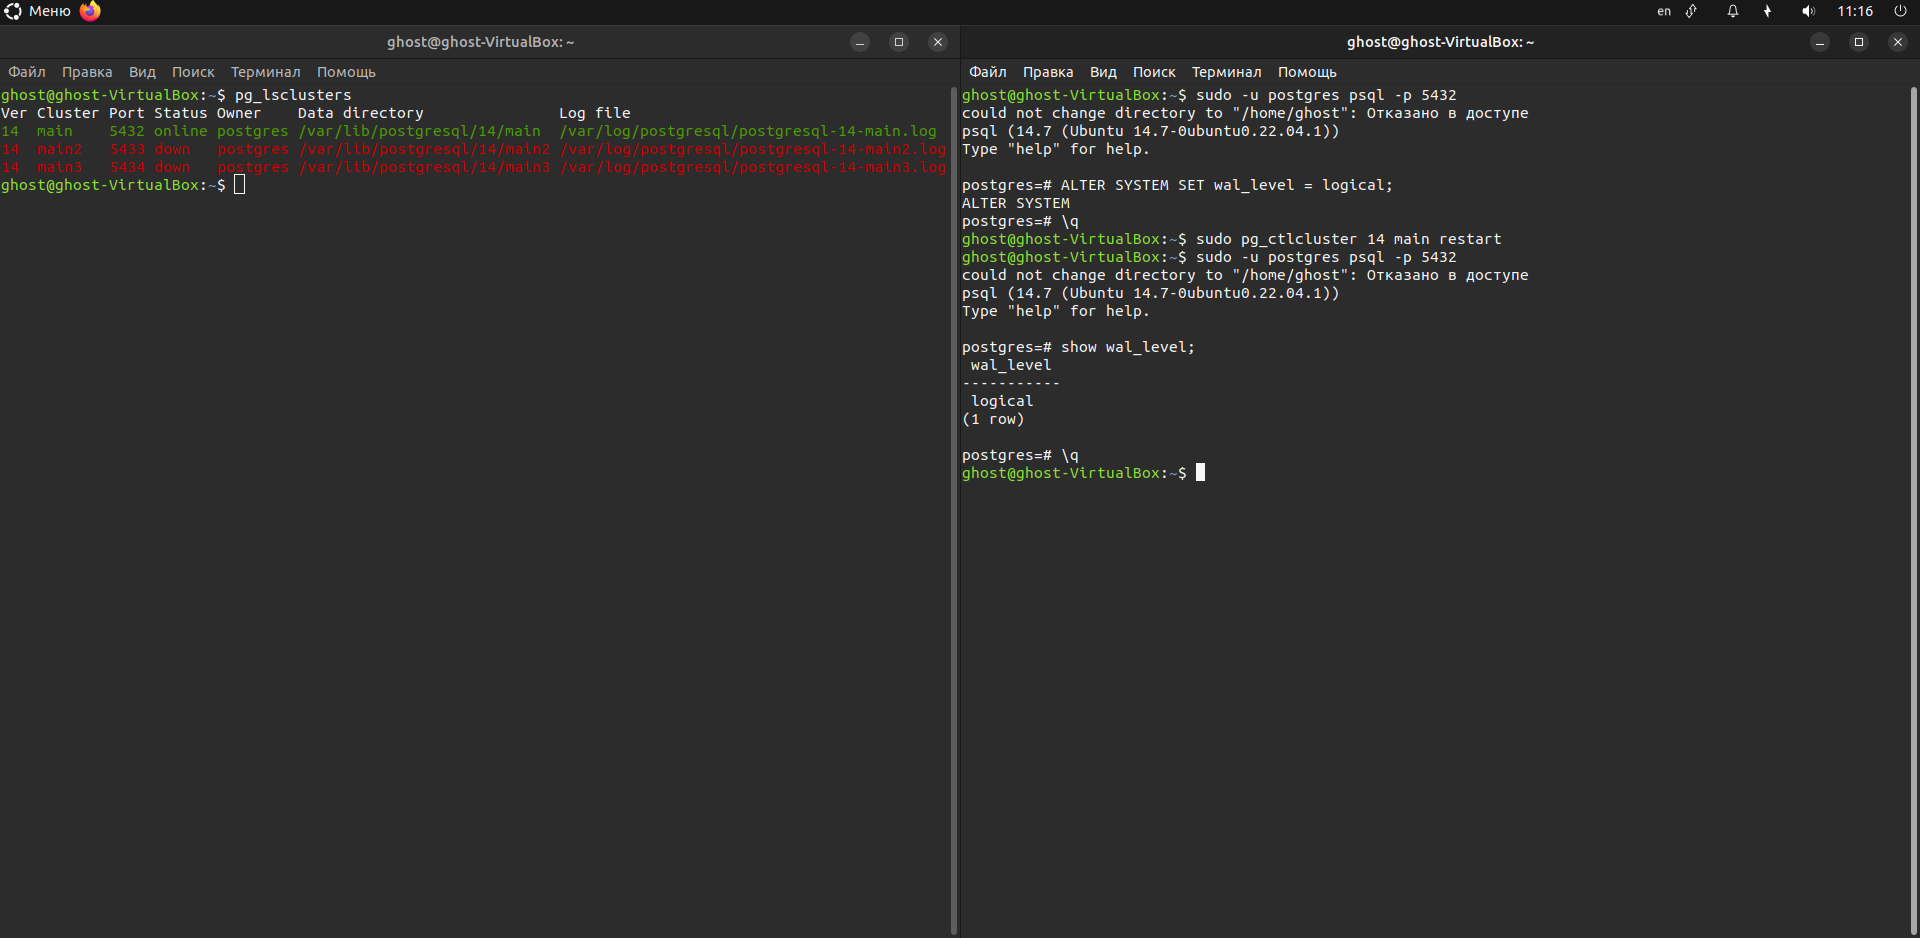 Меню
en
11:16
ghost@ghost-VirtualBox: ~
Файл Правка Вид Поиск Терминал Помощь
ghost@ghost-VirtualBox:~$ pg_lsclusters
Ver Cluster Port Status Owner    Data directory               Log file
14  main    5432 online postgres /var/lib/postgresql/14/main  /var/log/postgresql/postgresql-14-main.log
14  main2   5433 down   postgres /var/lib/postgresql/14/main2 /var/log/postgresql/postgresql-14-main2.log
14  main3   5434 down   postgres /var/lib/postgresql/14/main3 /var/log/postgresql/postgresql-14-main3.log
ghost@ghost-VirtualBox:~$
ghost@ghost-VirtualBox: ~
Файл Правка Вид Поиск Терминал Помощь
ghost@ghost-VirtualBox:~$ sudo -u postgres psql -p 5432
could not change directory to "/home/ghost": Отказано в доступе
psql (14.7 (Ubuntu 14.7-0ubuntu0.22.04.1))
Type "help" for help.
postgres=# ALTER SYSTEM SET wal_level = logical;
ALTER SYSTEM
postgres=# \q
ghost@ghost-VirtualBox:~$ sudo pg_ctlcluster 14 main restart
ghost@ghost-VirtualBox:~$ sudo -u postgres psql -p 5432
could not change directory to "/home/ghost": Отказано в доступе
psql (14.7 (Ubuntu 14.7-0ubuntu0.22.04.1))
Type "help" for help.
postgres=# show wal_level;
wal_level
-----------
logical
(1 row)
postgres=# \q
ghost@ghost-VirtualBox:~$